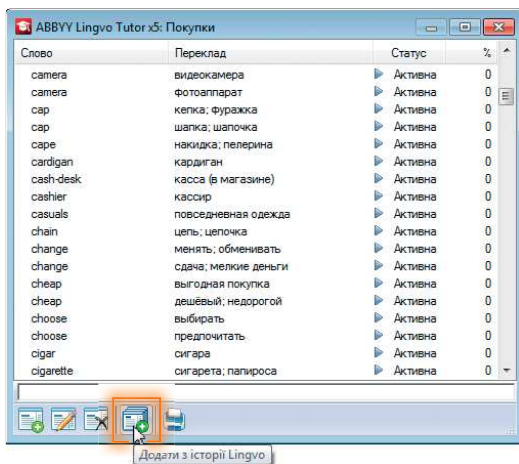 ABBYY Lingvo Tutor x5: Покупки
Слово Переклад Статус %
camera видеокамера Активна 0
camera фотоаппарат Активна 0
cap кепка; фуражка Активна 0
cap шапка; шапочка Активна 0
cape накидка; пелерина Активна 0
cardigan кардиган Активна 0
cash-desk касса (в магазине) Активна 0
cashier кассир Активна 0
casuals повседневная одежда Активна 0
chain цепь; цепочка Активна 0
change менять; обменивать Активна 0
change сдача; мелкие деньги Активна 0
cheap выгодная покупка Активна 0
cheap дешёвый; недорогой Активна 0
choose выбирать Активна 0
choose предпочитать Активна 0
cigar сигара Активна 0
cigarette сигарета; папироса Активна 0
Додати з історії Lingvo